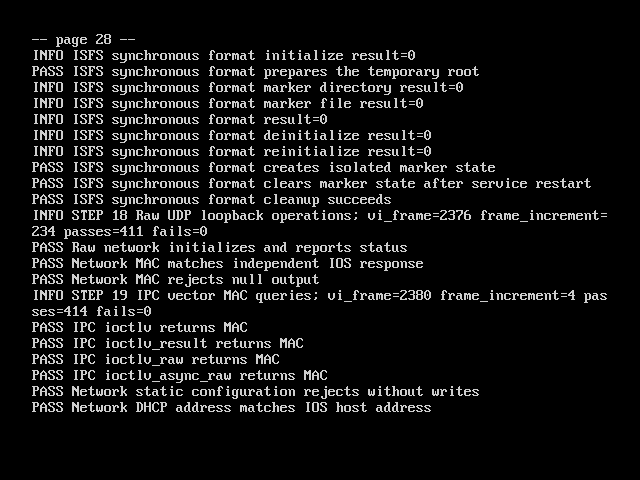 -- page 28 --
INFO ISFS synchronous format initialize result=0
PASS ISFS synchronous format prepares the temporary root
INFO ISFS synchronous format marker directory result=0
INFO ISFS synchronous format marker file result=0
INFO ISFS synchronous format result=0
INFO ISFS synchronous format deinitialize result=0
INFO ISFS synchronous format reinitialize result=0
PASS ISFS synchronous format creates isolated marker state
PASS ISFS synchronous format clears marker state after service restart
PASS ISFS synchronous format cleanup succeeds
INFO STEP 18 Raw UDP loopback operations; vi_frame=2376 frame_increment=
234 passes=411 fails=0
PASS Raw network initializes and reports status
PASS Network MAC matches independent IOS response
PASS Network MAC rejects null output
INFO STEP 19 IPC vector MAC queries; vi_frame=2380 frame_increment=4 pas
ses=414 fails=0
PASS IPC ioctlv returns MAC
PASS IPC ioctlv_result returns MAC
PASS IPC ioctlv_raw returns MAC
PASS IPC ioctlv_async_raw returns MAC
PASS Network static configuration rejects without writes
PASS Network DHCP address matches IOS host address